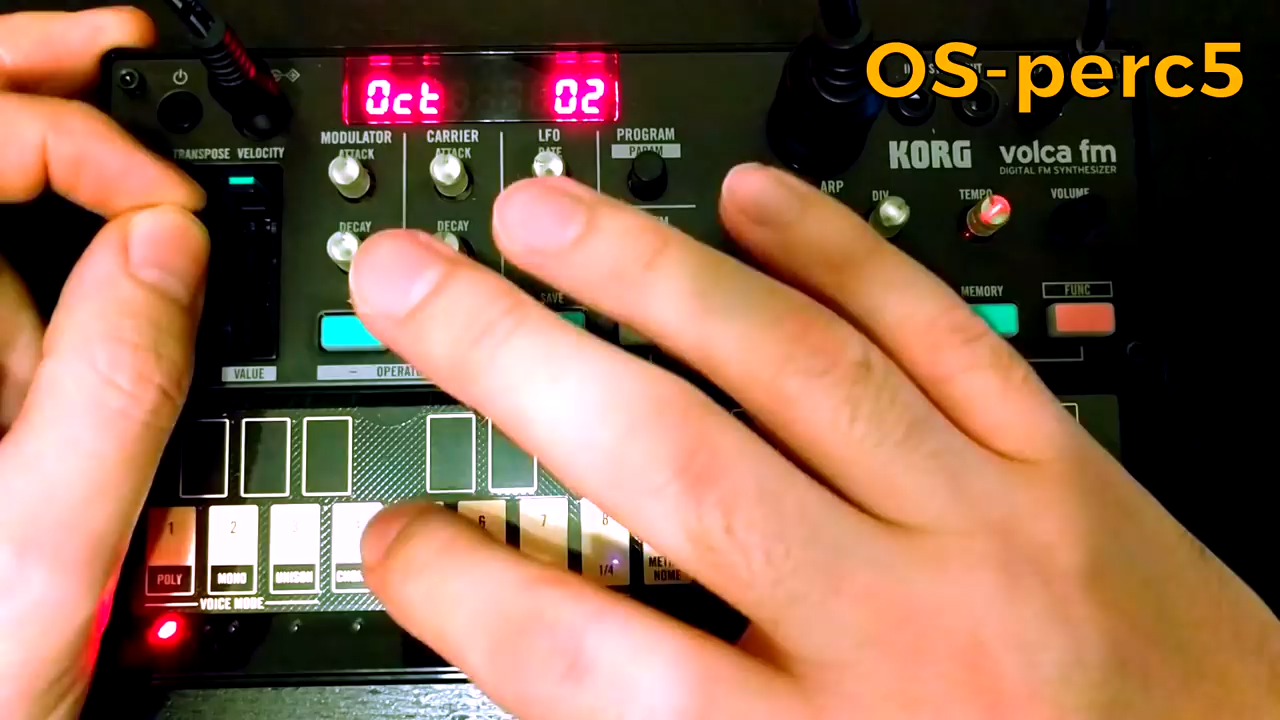 OS-perc5
Oct 02
MODULATOR CARRIER LFO PROGRAM
ATTACK ATTACK RATE PARAM
KORG volca fm
DIGITAL FM SYNTHESIZER
TRANSPOSE VELOCITY
ARP DIV TEMPO VOLUME
DECAY DECAY
SAVE MEMORY FUNC
VALUE
1 2 3 6 7 8
POLY MONO UNISON 1/4 METRO NOME
VOICE MODE